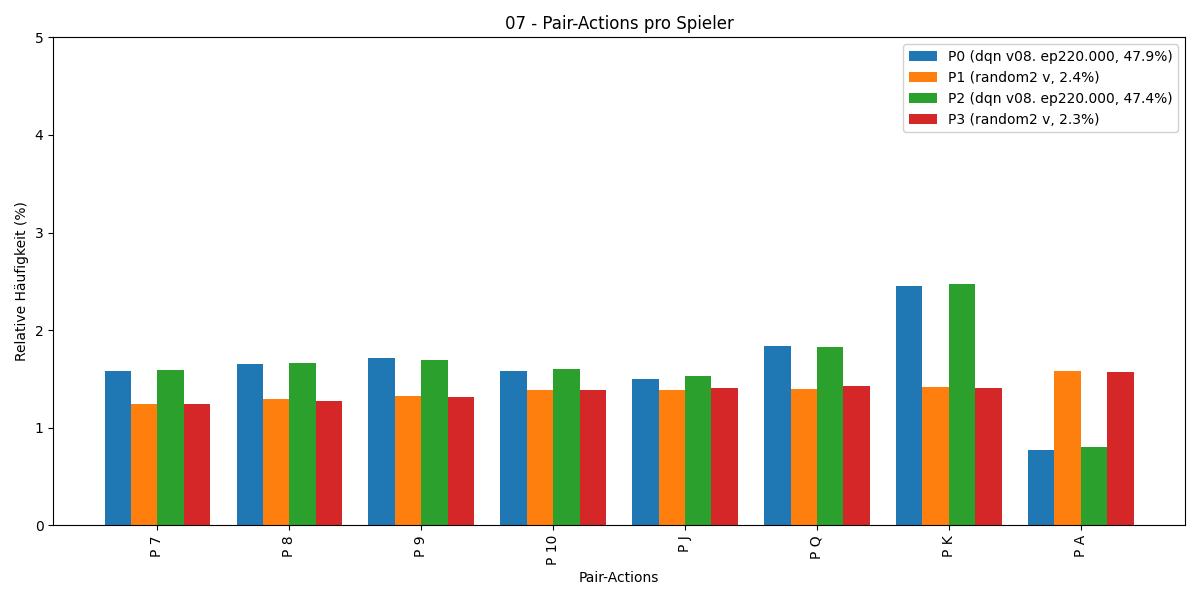 07 - Pair-Actions pro Spieler
P0 (dqn v08. ep220.000, 47.9%)
P1 (random2 v, 2.4%)
P2 (dqn v08. ep220.000, 47.4%)
P3 (random2 v, 2.3%)
Relative Häufigkeit (%)
5
4
3
2
1
0
P 7
P 8
P 9
P 10
P J
P Q
P K
P A
Pair-Actions